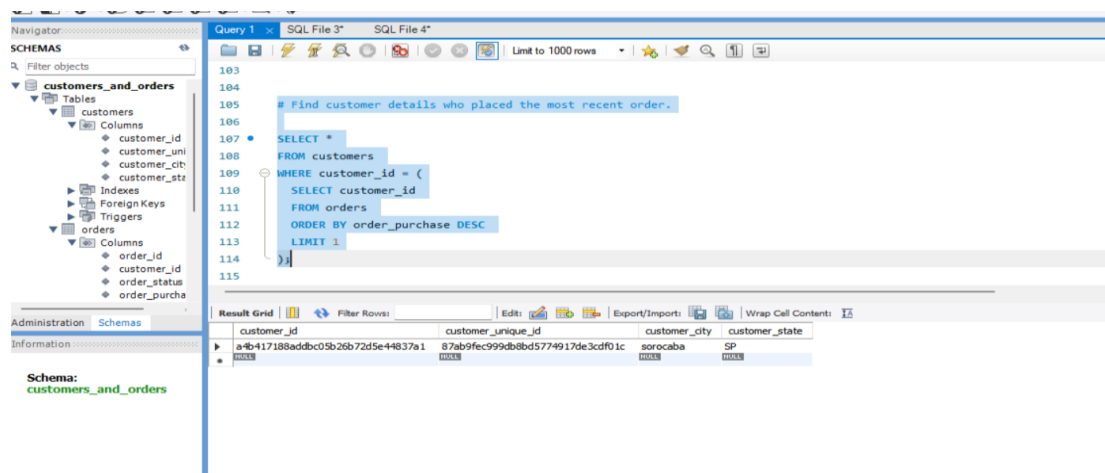 Navigator
SCHEMAS
Filter objects
customers_and_orders
Tables
customers
Columns
customer_id
customer_uni
customer_city
customer_sta
Indexes
Foreign Keys
Triggers
orders
Columns
order_id
customer_id
order_status
order_purcha
Administration Schemas
Information
Schema:
customers_and_orders
Query 1 × SQL File 3* SQL File 4*
Limit to 1000 rows
103
104
105 # Find customer details who placed the most recent order.
106
107 SELECT *
108 FROM customers
109 WHERE customer_id = (
110 SELECT customer_id
111 FROM orders
112 ORDER BY order_purchase DESC
113 LIMIT 1
114 );
115
Result Grid Filter Rows: Edit: Export/Import: Wrap Cell Content:
customer_id customer_unique_id customer_city customer_state
a4b417188addbc05b26b72d5e44837a1 87ab9fec999db8bd5774917de3cdf01c sorocaba SP
NULL NULL NULL NULL